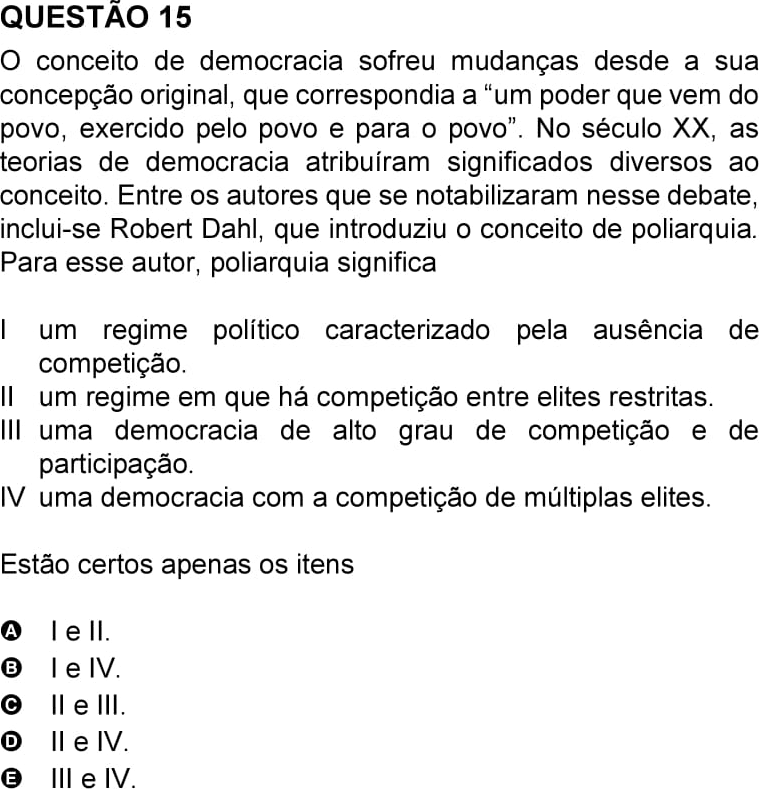 QUESTÃO 15
O conceito de democracia sofreu mudanças desde a sua
concepção original, que correspondia a “um poder que vem do
povo, exercido pelo povo e para o povo”. No século XX, as
teorias de democracia atribuíram significados diversos ao
conceito. Entre os autores que se notabilizaram nesse debate,
inclui-se Robert Dahl, que introduziu o conceito de poliarquia.
Para esse autor, poliarquia significa
I um regime político caracterizado pela ausência de
competição.
II um regime em que há competição entre elites restritas.
III uma democracia de alto grau de competição e de
participação.
IV uma democracia com a competição de múltiplas elites.
Estão certos apenas os itens
A I e II.
B I e IV.
C II e III.
D II e IV.
E III e IV.